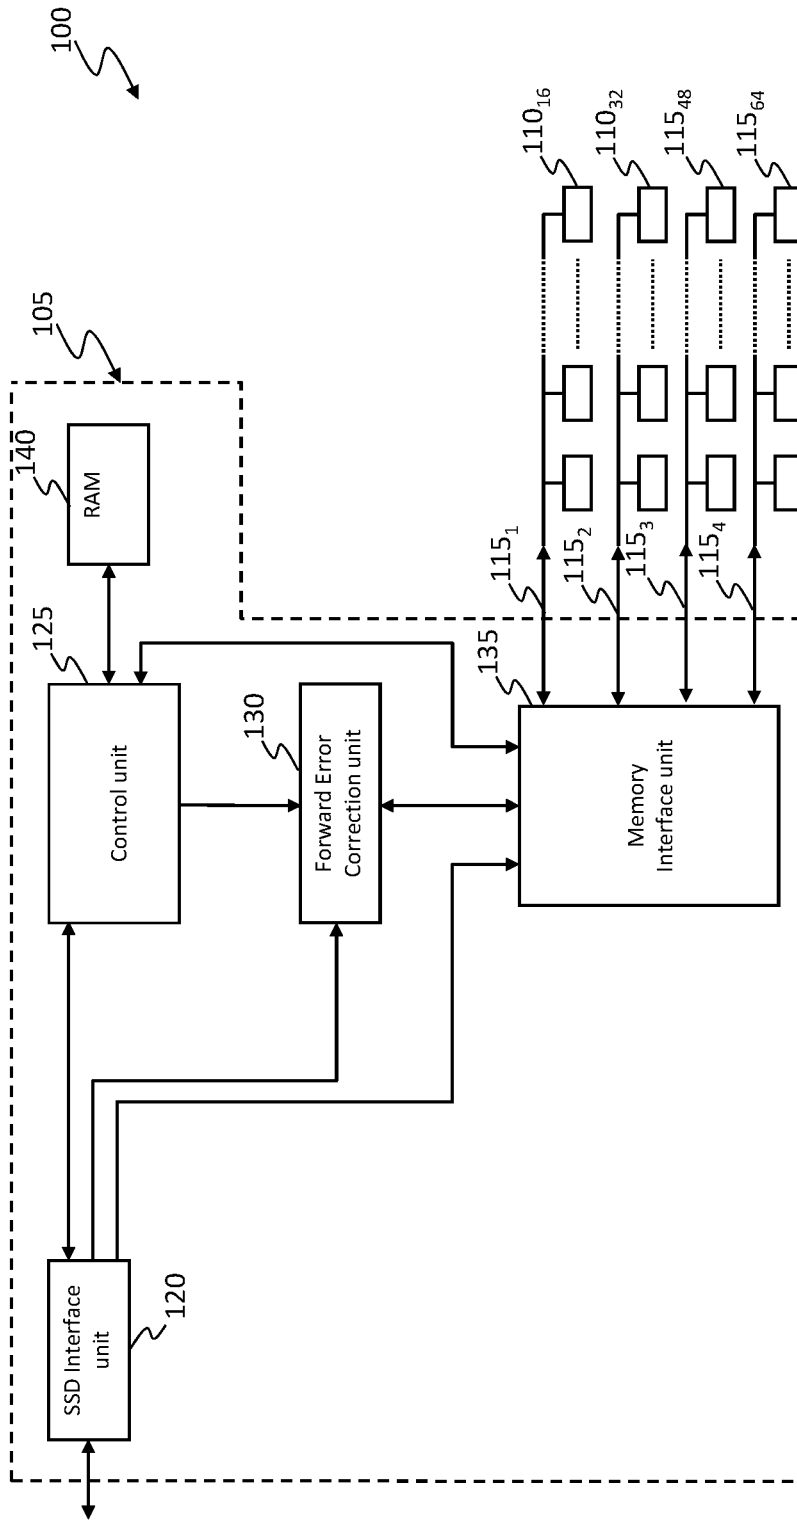 100
105
140
RAM
125
Control unit
SSD Interface
unit
120
130
Forward Error
Correction unit
135
Memory
Interface unit
115₁
115₂
115₃
115₄
110₁₆
110₃₂
115₄₈
115₆₄